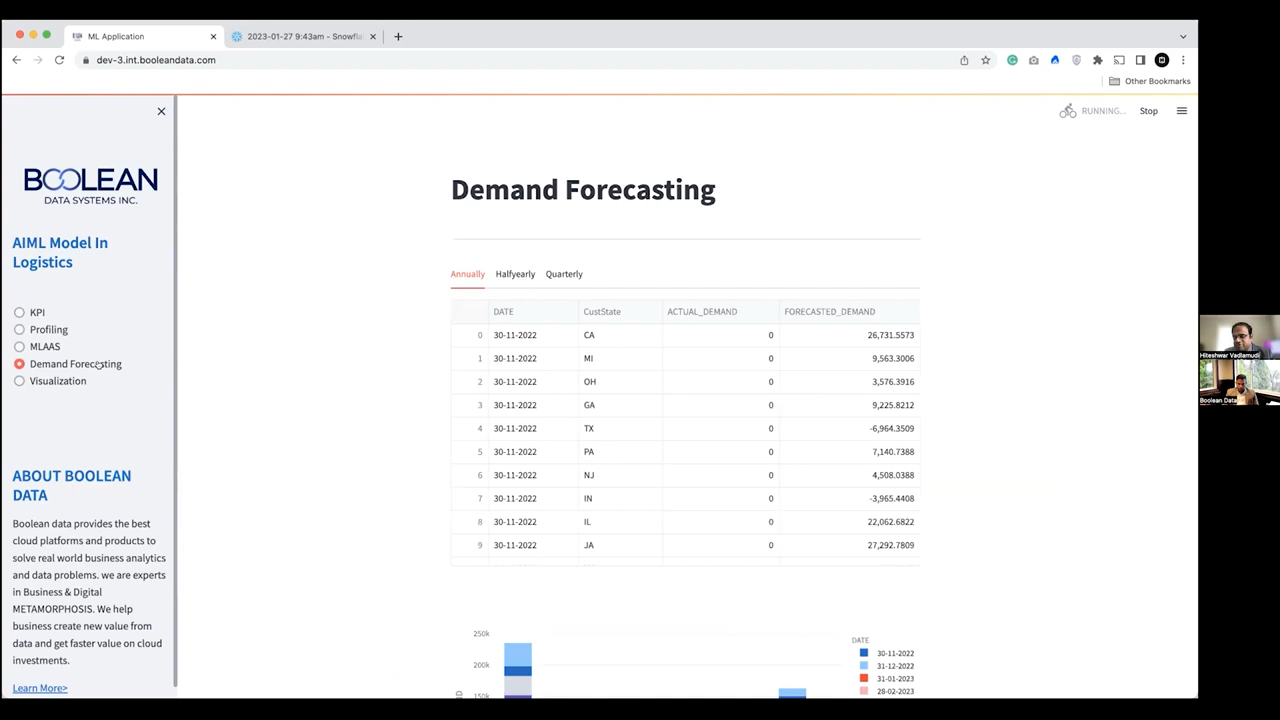 ML Application
2023-01-27 9:43am - Snowfla
dev-3.int.booleandata.com
Other Bookmarks
RUNNING...
Stop
BOOLEAN
DATA SYSTEMS INC.
AIML Model In
Logistics
KPI
Profiling
MLAAS
Demand Forecasting
Visualization
ABOUT BOOLEAN
DATA
Boolean data provides the best
cloud platforms and products to
solve real world business analytics
and data problems. we are experts
in Business & Digital
METAMORPHOSIS. We help
business create new value from
data and get faster value on cloud
investments.
Learn More>
Demand Forecasting
Annually Halfyearly Quarterly
DATE CustState ACTUAL_DEMAND FORECASTED_DEMAND
0 30-11-2022 CA 0 26,731.5573
1 30-11-2022 MI 0 9,563.3006
2 30-11-2022 OH 0 3,576.3916
3 30-11-2022 GA 0 9,225.8212
4 30-11-2022 TX 0 -6,964.3509
5 30-11-2022 PA 0 7,140.7388
6 30-11-2022 NJ 0 4,508.0388
7 30-11-2022 IN 0 -3,965.4408
8 30-11-2022 IL 0 22,062.6822
9 30-11-2022 JA 0 27,292.7809
250k
200k
150k
DATE
30-11-2022
31-12-2022
31-01-2023
28-02-2023
Hiteshwar Vadlamudi
Boolean Data